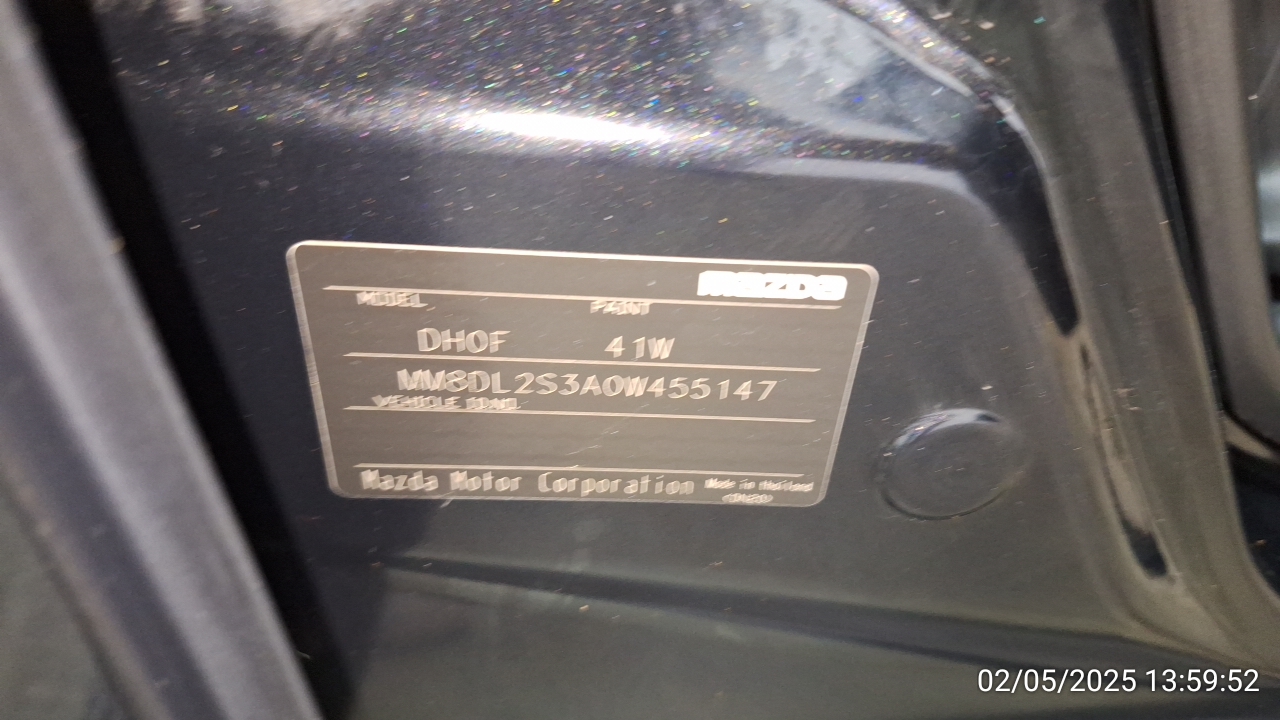 mazda
MODEL PAINT
DH0F 41W
MM8DL2S3A0W455147
VEHICLE IDNO.
Mazda Motor Corporation Made in Thailand
02/05/2025 13:59:52